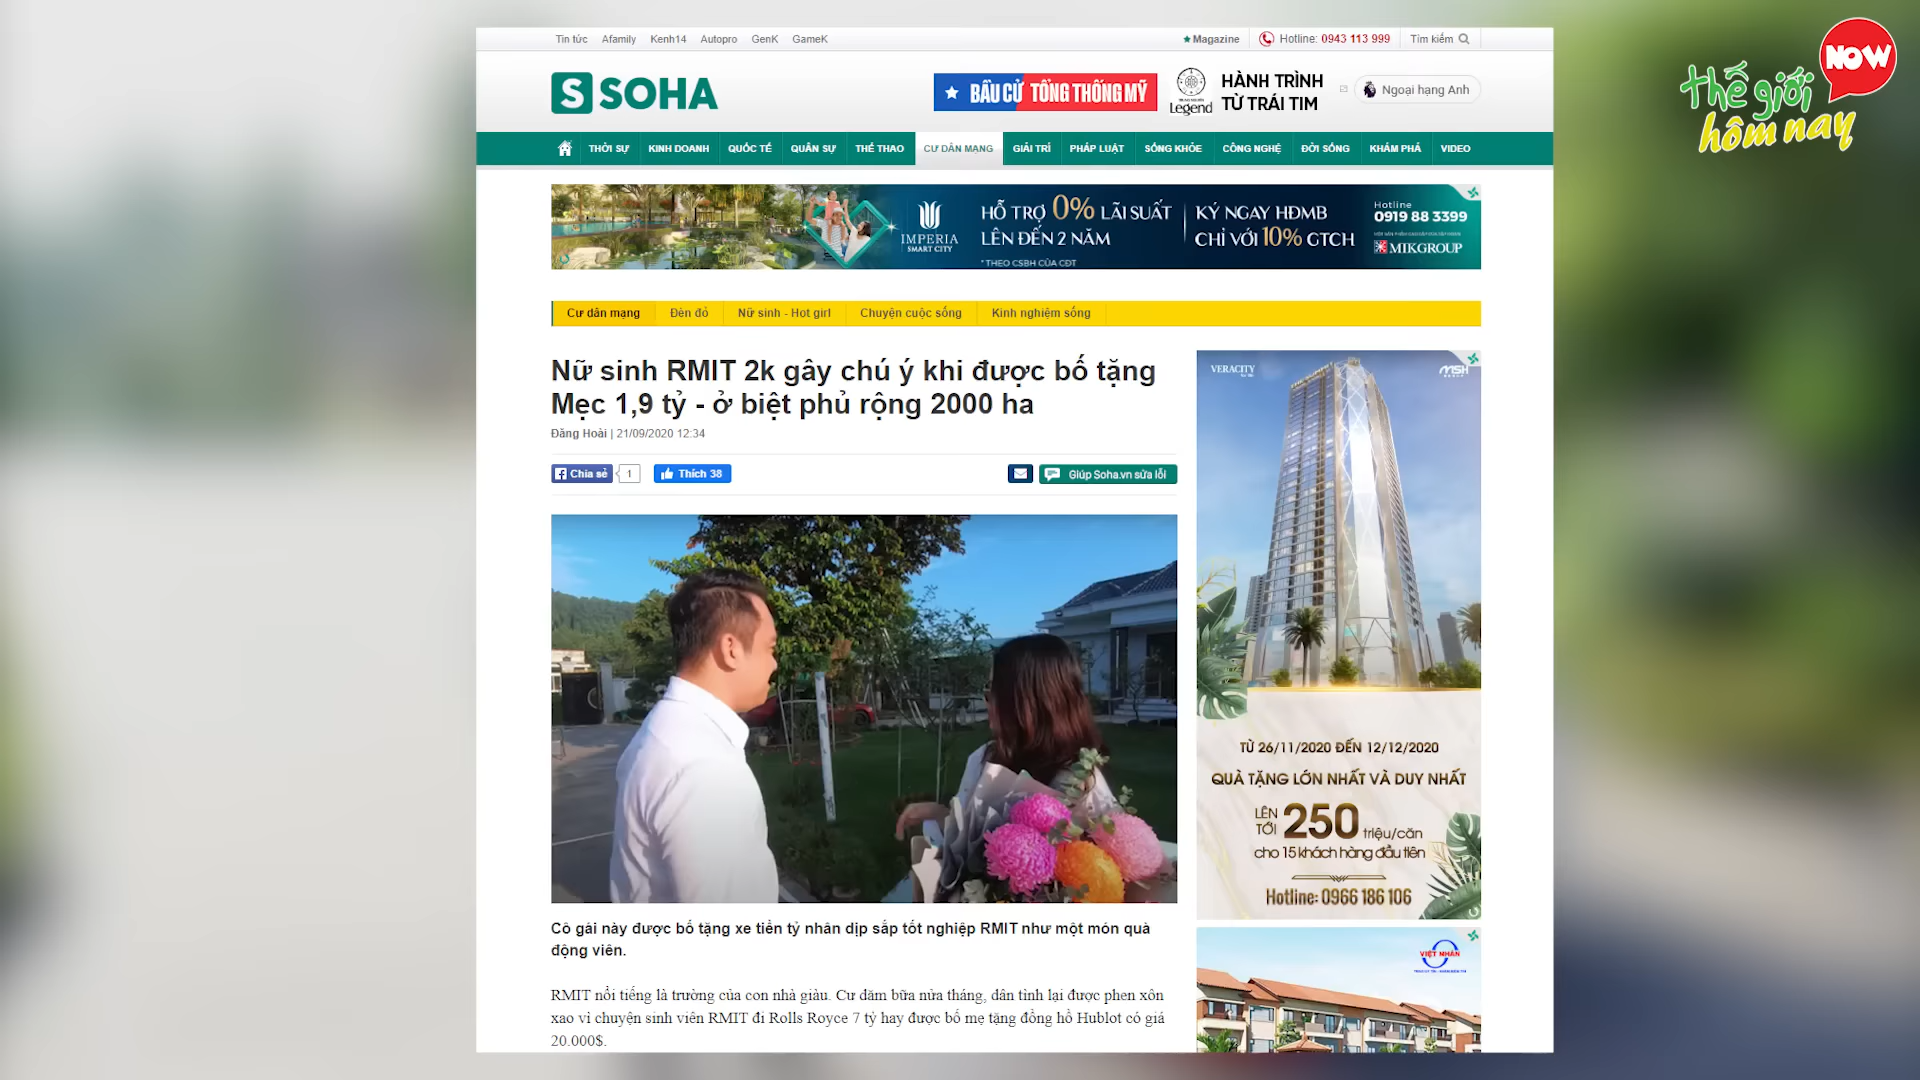 Tin tức Afamily Kenh14 Autopro GenK GameK
Magazine Hotline: 0943 113 999 Tìm kiếm
NOW
thế giới
hôm nay
S SOHA
BẦU CỬ TỔNG THỐNG MỸ
Legend
HÀNH TRÌNH
TỪ TRÁI TIM
Ngoại hạng Anh
THỜI SỰ KINH DOANH QUỐC TẾ QUÂN SỰ THỂ THAO CƯ DÂN MẠNG GIẢI TRÍ PHÁP LUẬT SỐNG KHỎE CÔNG NGHỆ ĐỜI SỐNG KHÁM PHÁ VIDEO
IMPERIA
SMART CITY
HỖ TRỢ 0% LÃI SUẤT
LÊN ĐẾN 2 NĂM
* THEO CSBH CỦA CĐT
KÝ NGAY HĐMB
CHỈ VỚI 10% GTCH
Hotline
0919 88 3399
MIKGROUP
Cư dân mạng Đèn đỏ Nữ sinh - Hot girl Chuyện cuộc sống Kinh nghiệm sống
Nữ sinh RMIT 2k gây chú ý khi được bố tặng
Mẹc 1,9 tỷ - ở biệt phủ rộng 2000 ha
Đăng Hoài | 21/09/2020 12:34
Chia sẻ 1 Thích 38 Giúp Soha.vn sửa lỗi
Cô gái này được bố tặng xe tiền tỷ nhân dịp sắp tốt nghiệp RMIT như một món quà
động viên.
RMIT nổi tiếng là trường của con nhà giàu. Cứ dăm bữa nửa tháng, dân tình lại được phen xôn
xao vì chuyện sinh viên RMIT đi Rolls Royce 7 tỷ hay được bố mẹ tặng đồng hồ Hublot có giá
20.000$.
VERACITY
MSH
GROUP
TỪ 26/11/2020 ĐẾN 12/12/2020
QUÀ TẶNG LỚN NHẤT VÀ DUY NHẤT
LÊN TỚI 250 triệu/căn
cho 15 khách hàng đầu tiên
Hotline: 0966 186 106
VIỆT NHÂN